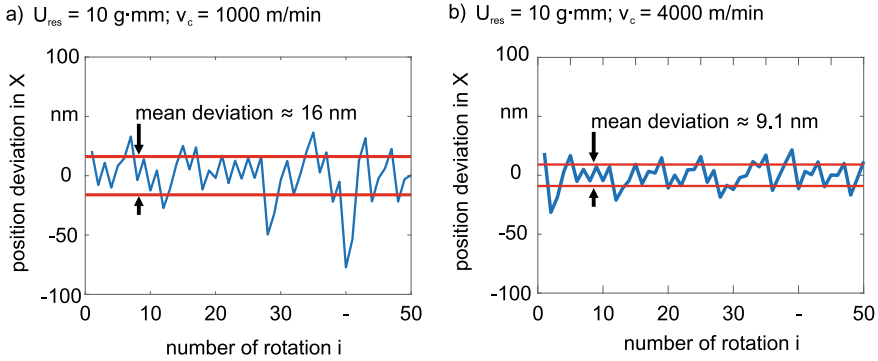 a) U_res = 10 g·mm; v_c = 1000 m/min
position deviation in X
100
nm
0
-50
-100
mean deviation ≈ 16 nm
0 10 20 30 - 50
number of rotation i
b) U_res = 10 g·mm; v_c = 4000 m/min
position deviation in X
100
nm
0
-50
-100
mean deviation ≈ 9.1 nm
0 10 20 30 - 50
number of rotation i